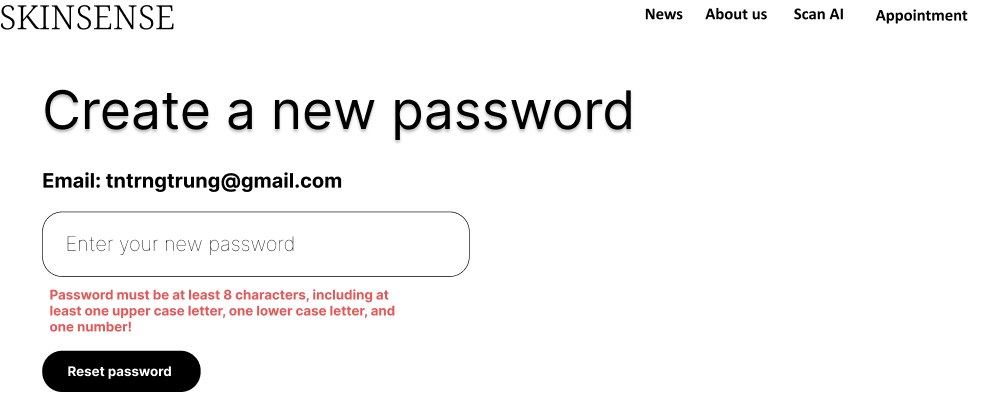 SKINSENSE
News About us Scan AI Appointment
Create a new password
Email: tntrngtrung@gmail.com
Enter your new password
Password must be at least 8 characters, including at
least one upper case letter, one lower case letter, and
one number!
Reset password